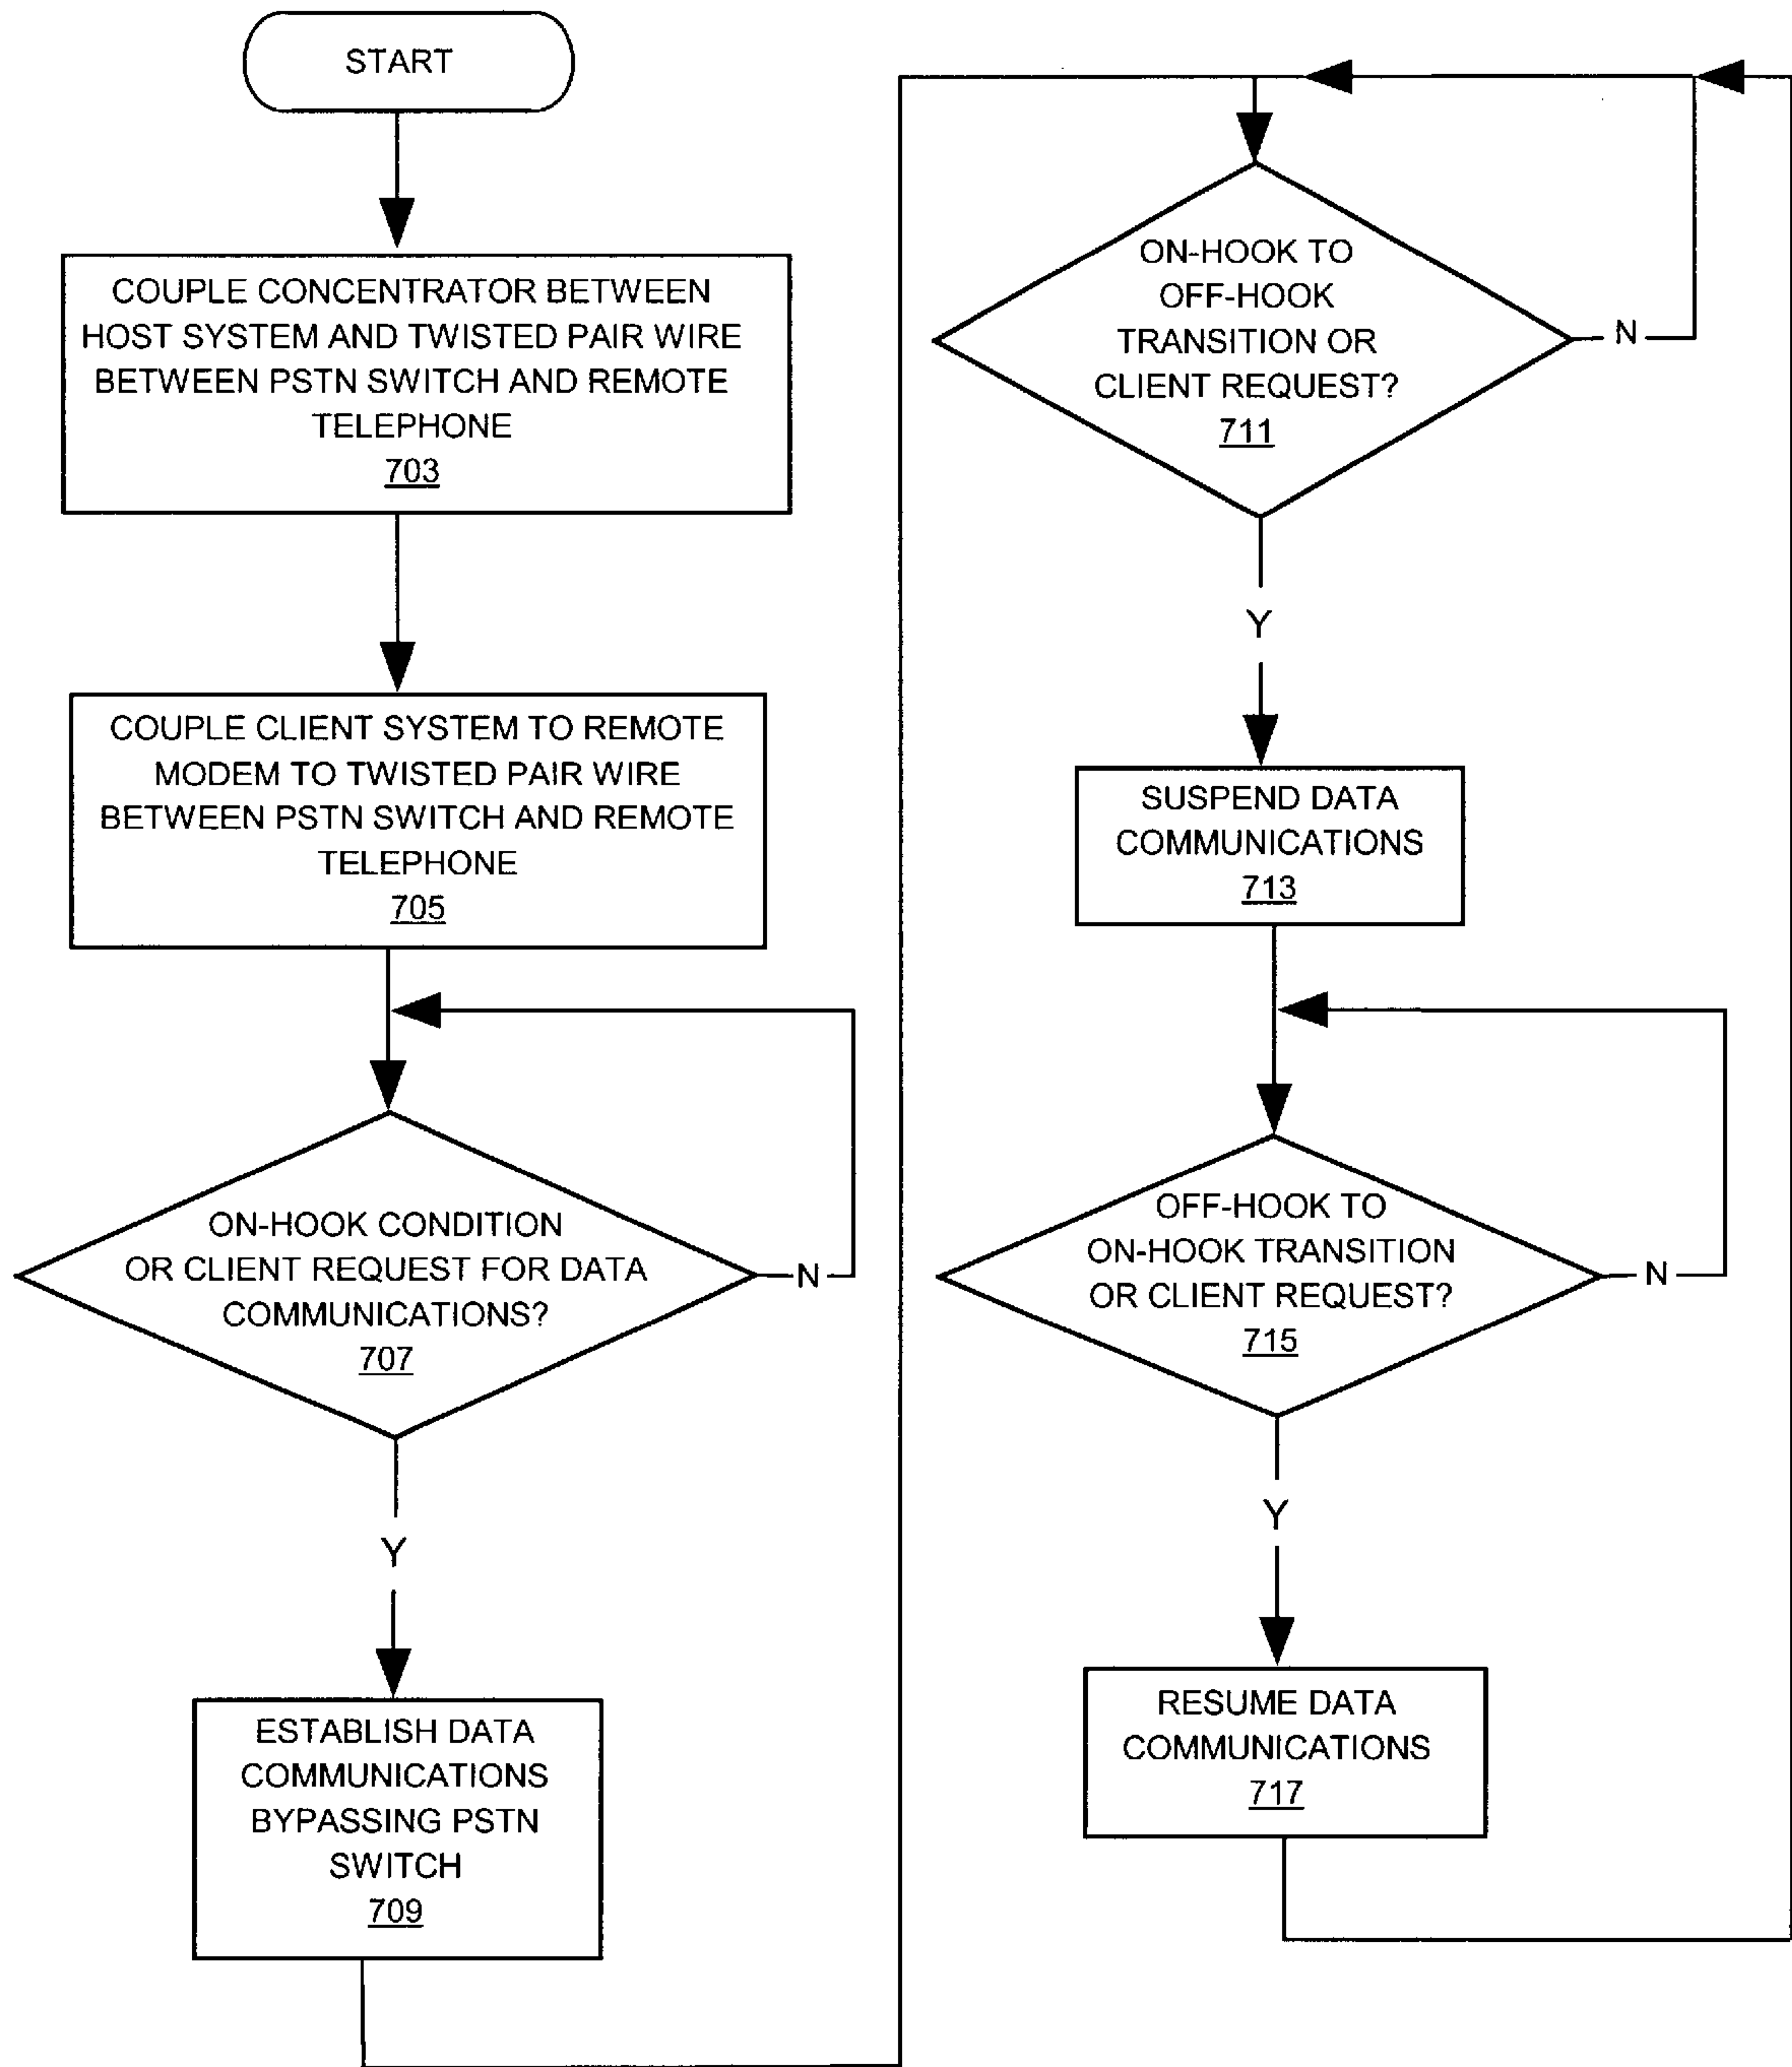 START
COUPLE CONCENTRATOR BETWEEN
HOST SYSTEM AND TWISTED PAIR WIRE
BETWEEN PSTN SWITCH AND REMOTE
TELEPHONE
703
COUPLE CLIENT SYSTEM TO REMOTE
MODEM TO TWISTED PAIR WIRE
BETWEEN PSTN SWITCH AND REMOTE
TELEPHONE
705
ON-HOOK CONDITION
OR CLIENT REQUEST FOR DATA
COMMUNICATIONS?
707
N
Y
ESTABLISH DATA
COMMUNICATIONS
BYPASSING PSTN
SWITCH
709
ON-HOOK TO
OFF-HOOK
TRANSITION OR
CLIENT REQUEST?
711
N
Y
SUSPEND DATA
COMMUNICATIONS
713
OFF-HOOK TO
ON-HOOK TRANSITION
OR CLIENT REQUEST?
715
N
Y
RESUME DATA
COMMUNICATIONS
717